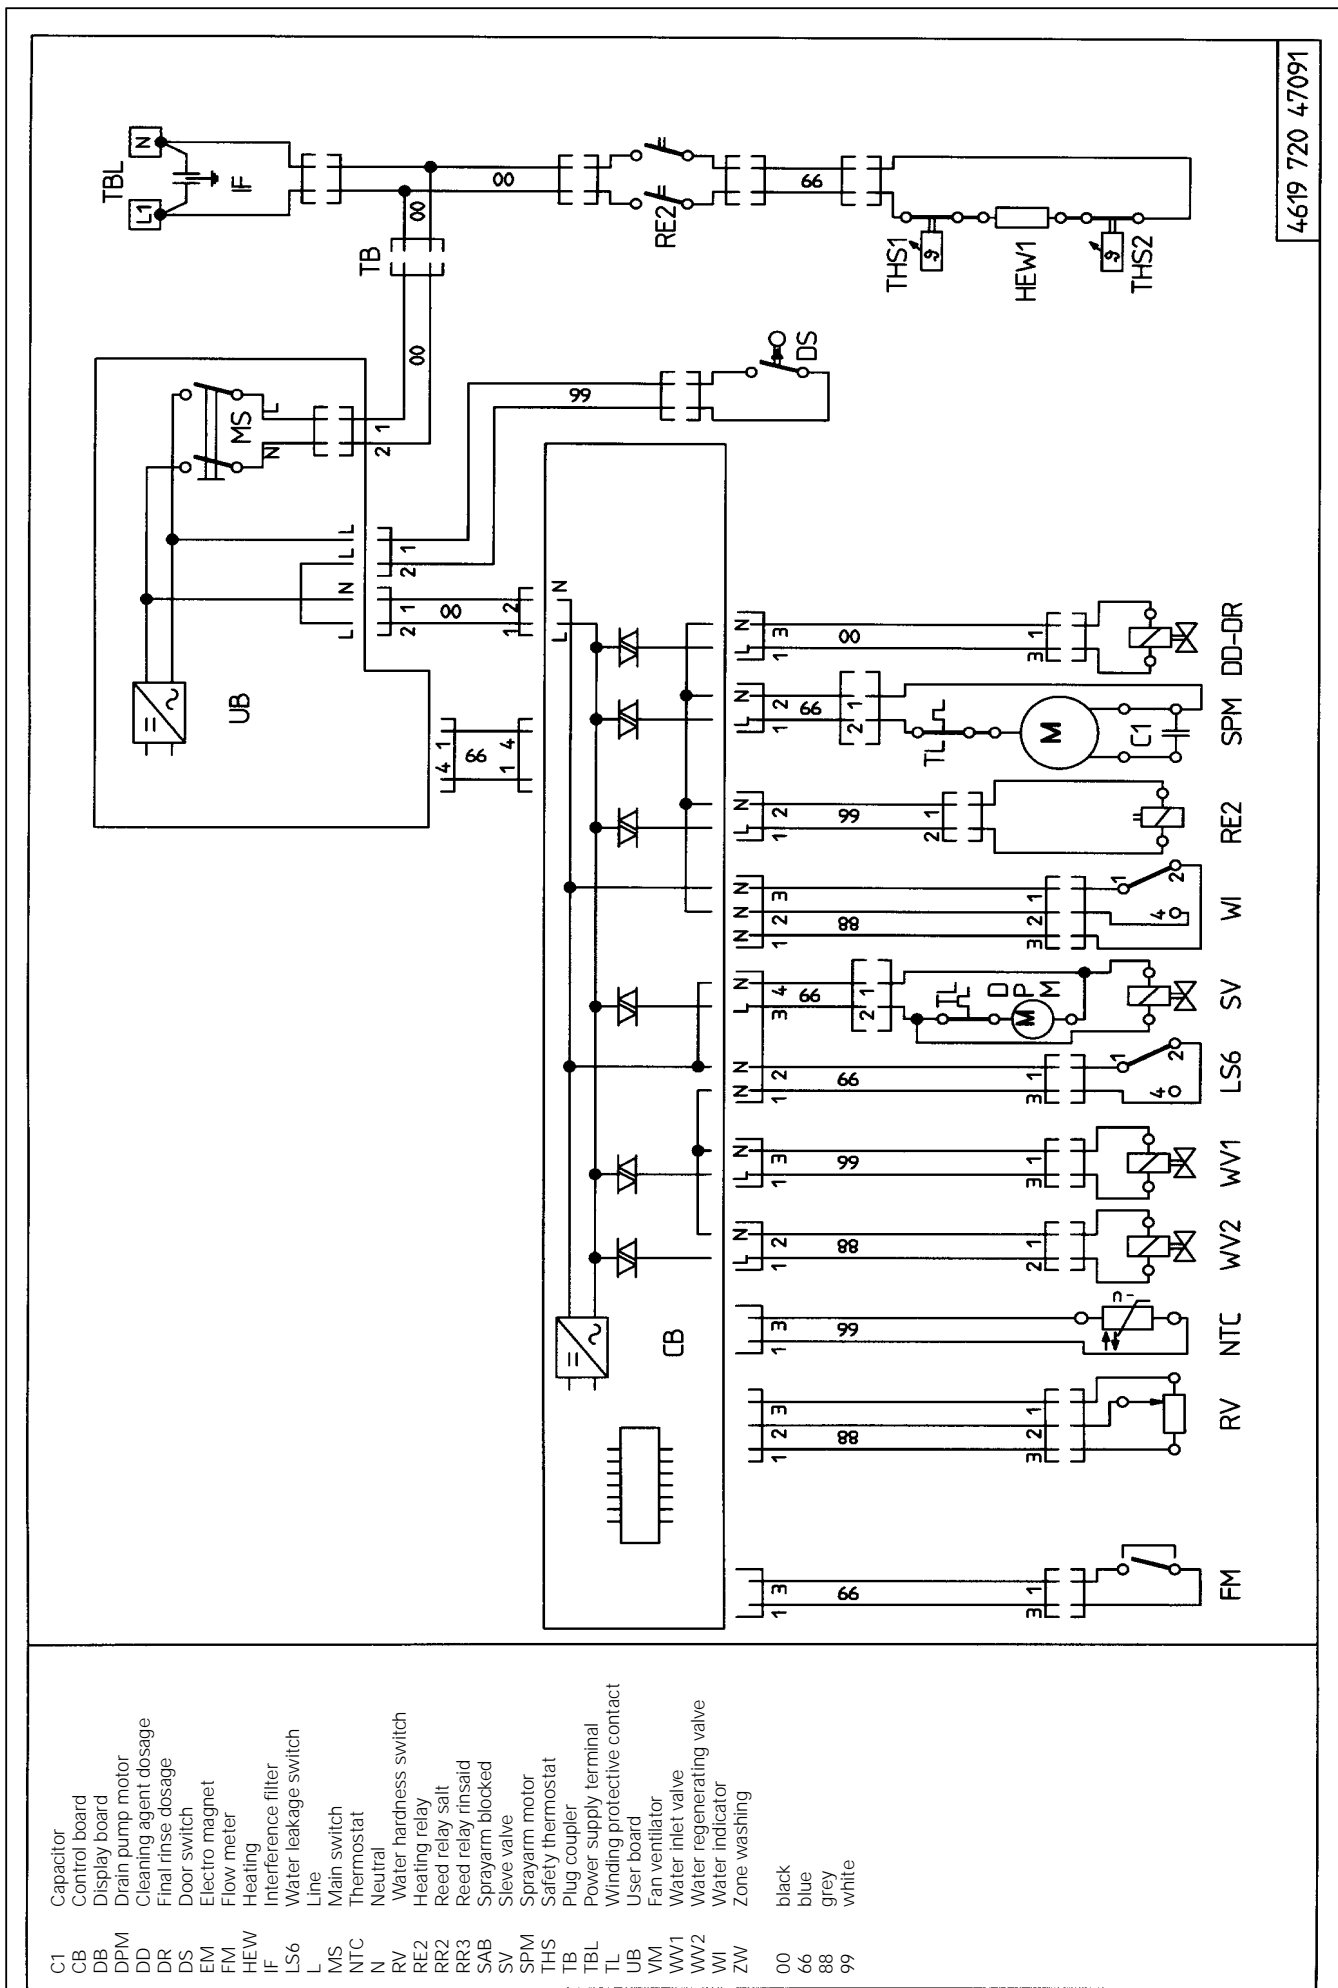 C1 Capacitor
CB Control board
DB Display board
DPM Drain pump motor
DD Cleaning agent dosage
DR Final rinse dosage
DS Door switch
EM Electro magnet
FM Flow meter
HEW Heating
IF Interference filter
LS6 Water leakage switch
L Line
MS Main switch
NTC Thermostat
N Neutral
RV Water hardness switch
RE2 Heating relay
RR2 Reed relay salt
RR3 Reed relay rinsaid
SAB Sprayarm blocked
SV Sleve valve
SPM Sprayarm motor
THS Safety thermostat
TB Plug coupler
TBL Power supply terminal
TL Winding protective contact
UB User board
VM Fan ventilator
WV1 Water inlet valve
WV2 Water regenerating valve
WI Water indicator
ZW Zone washing
00 black
66 blue
88 grey
99 white
TBL
L1 N
IF
UB
MS
N L
2 1
L N L L
2 1
2 1
TB
00
00
00
4 1
66
1 4
00
1 2
L N
99
DS
RE2
66
THS1
HEW1
THS2
CB
1 3
66
3 1
FM
1 2 3
88
3 2 1
RV
1 3
99
NTC
L N
1 2
88
2 1
WV2
L N
1 3
99
3 1
WV1
N N
1 2
66
3 1
4 1 2
LS6
L N
3 4
66
2 1
TL
M
DPM
SV
N N N
1 2 3
88
3 2 1
4 1 2
WI
L N
1 2
99
2 1
RE2
L N
1 2
66
2 1
TL
M
C1
SPM
L N
1 3
00
3 1
DD-DR
4619 720 47091